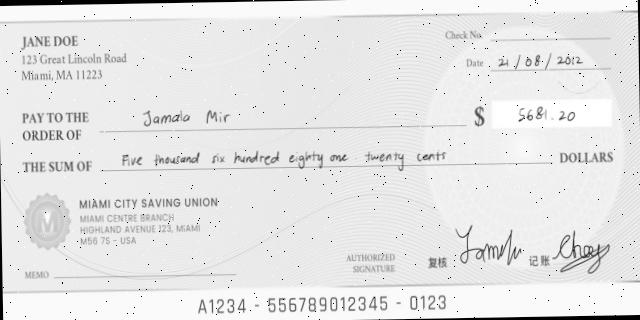 JANE DOE
123 Great Lincoln Road
Miami, MA 11223
Check No.
Date 21/08/2012
PAY TO THE
ORDER OF Jamala Mir
$ 5681.20
THE SUM OF Five thousand six hundred eighty one twenty cents DOLLARS
MIAMI CITY SAVING UNION
MIAMI CENTRE BRANCH
HIGHLAND AVENUE 123, MIAMI
M56 7S - USA
MEMO
AUTHORIZED
SIGNATURE
复核
记账
A1234 - 556789012345 - 0123